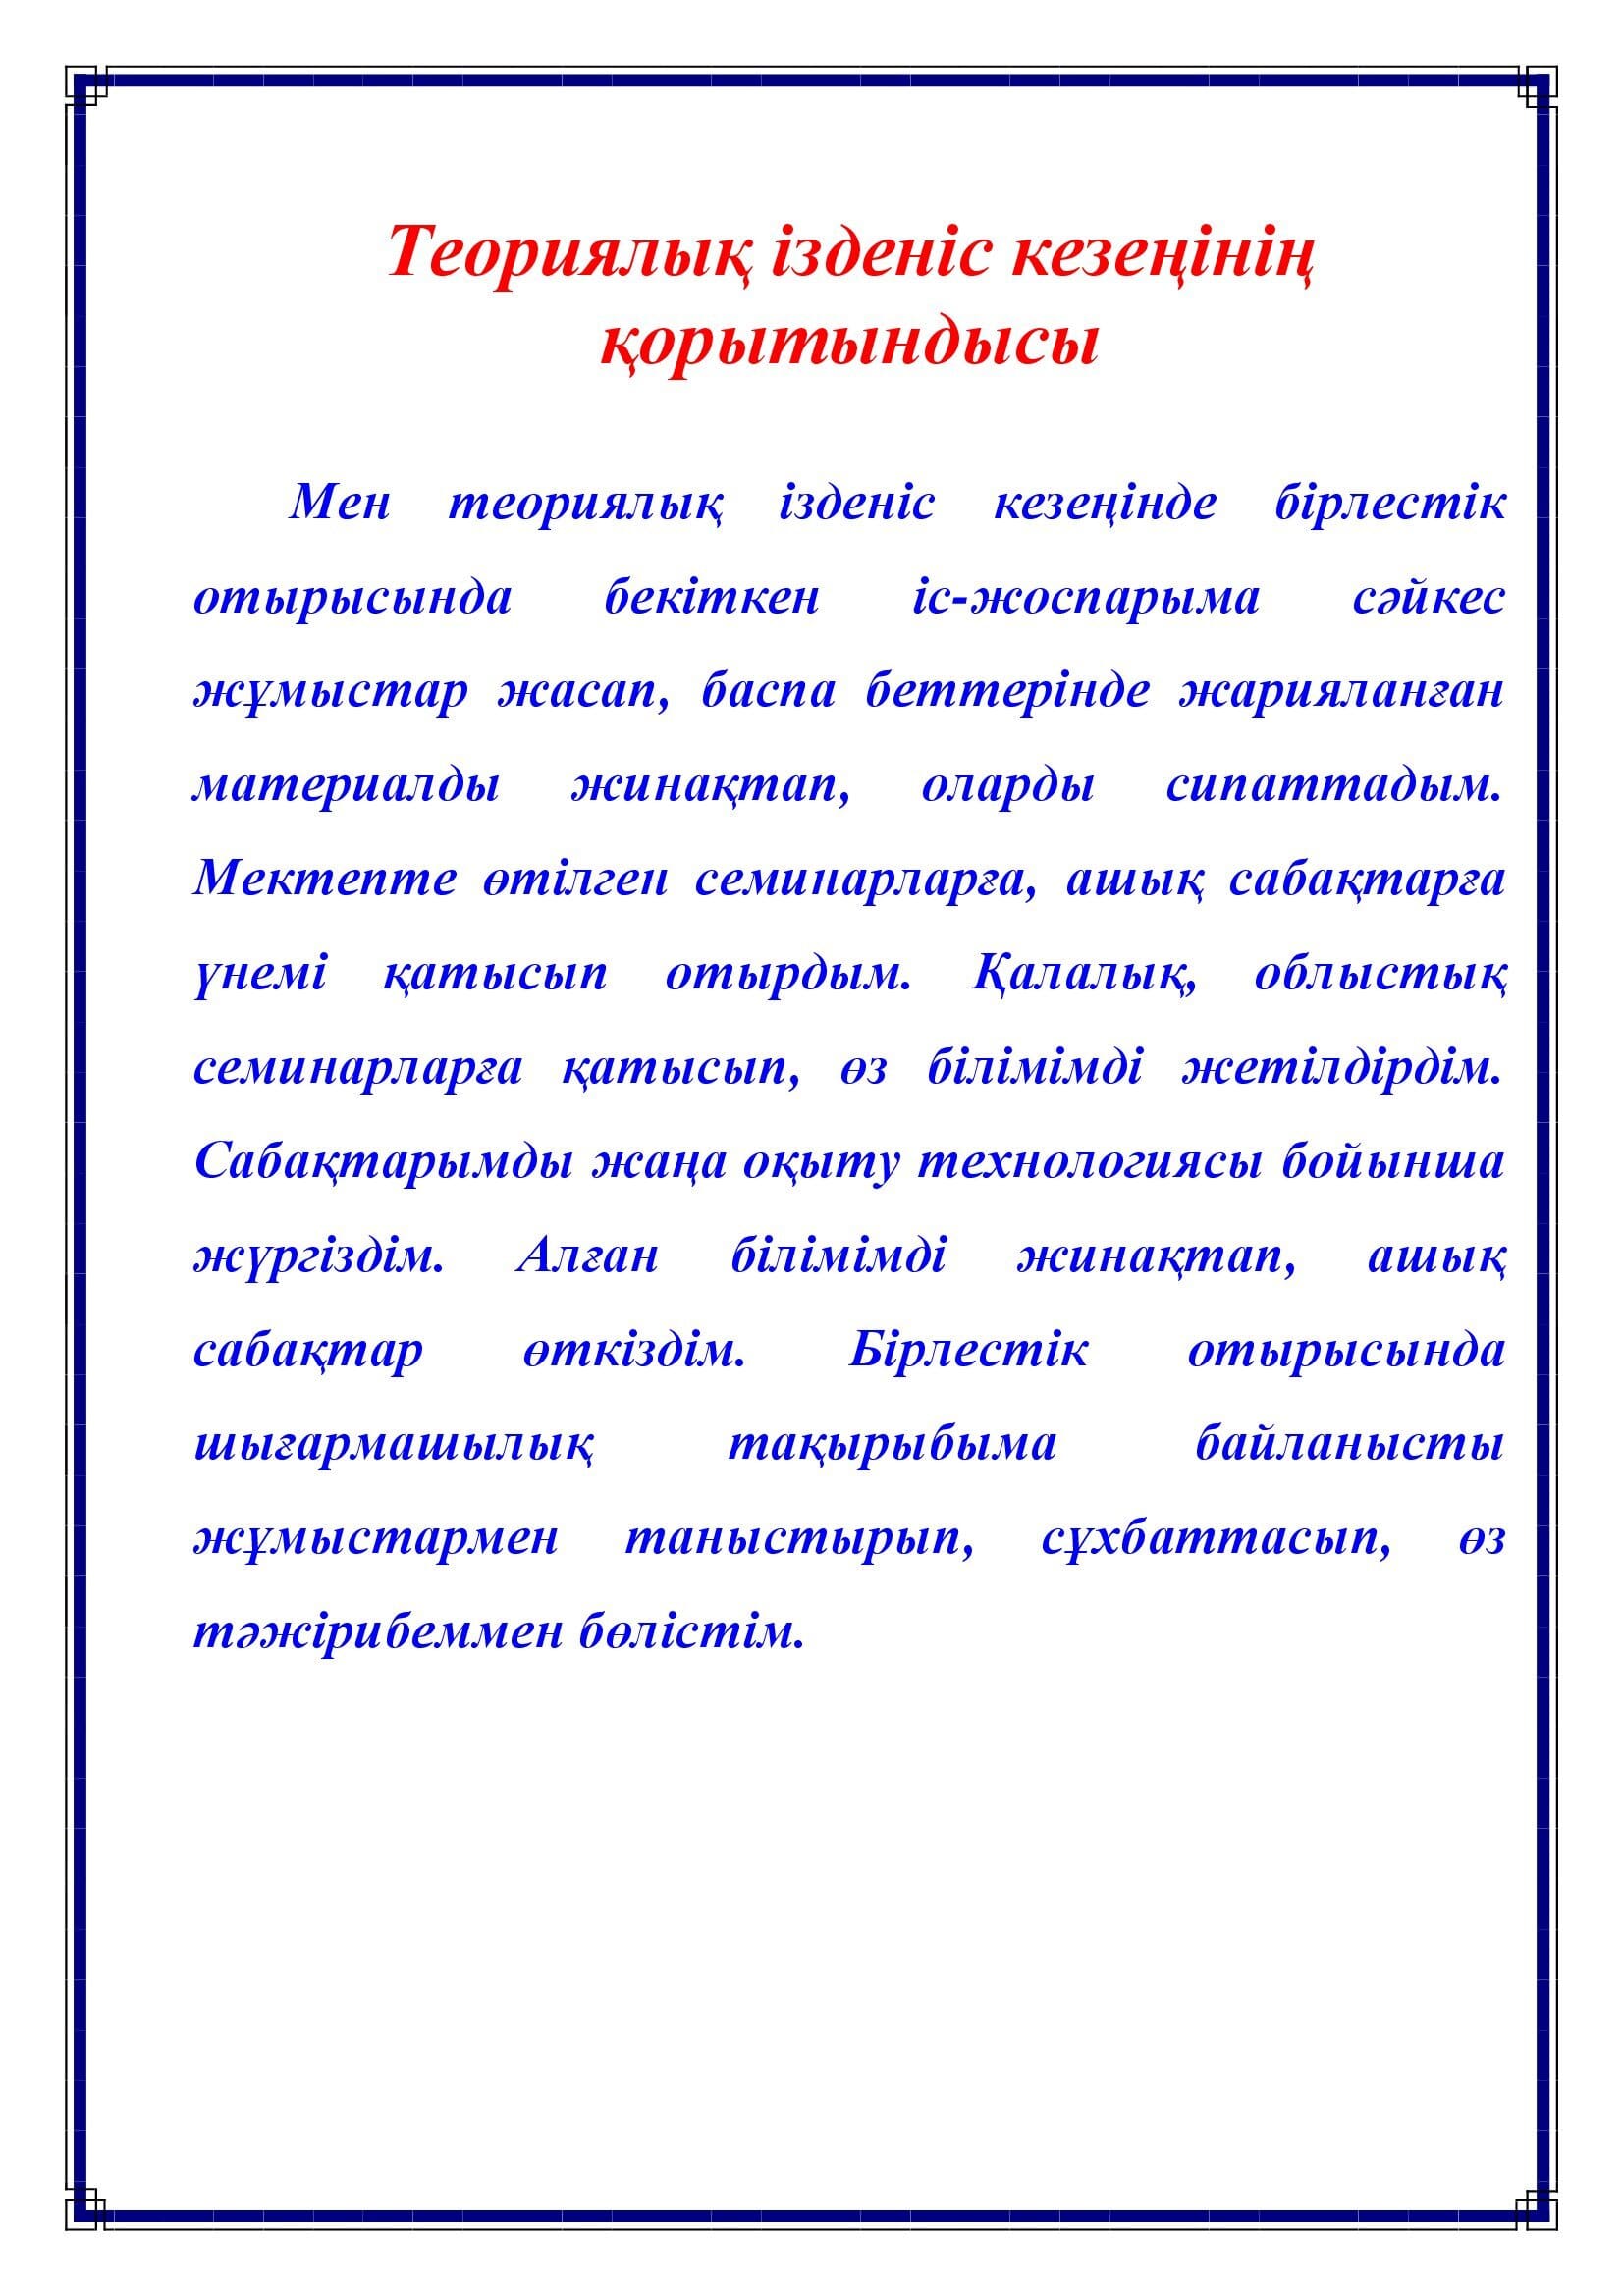 Теориялық ізденіс кезеңінің
қорытындысы
Мен теориялық ізденіс кезеңінде бірлестік
отырысында бекіткен іс-жоспарыма сәйкес
жұмыстар жасап, баспа беттерінде жарияланған
материалды жинақтап, оларды сипаттадым.
Мектепте өтілген семинарларға, ашық сабақтарға
үнемі қатысып отырдым. Қалалық, облыстық
семинарларға қатысып, өз білімімді жетілдірдім.
Сабақтарымды жаңа оқыту технологиясы бойынша
жүргіздім. Алған білімімді жинақтап, ашық
сабақтар өткіздім. Бірлестік отырысында
шығармашылық тақырыбыма байланысты
жұмыстармен таныстырып, сұхбаттасып, өз
тәжірибеммен бөлістім.